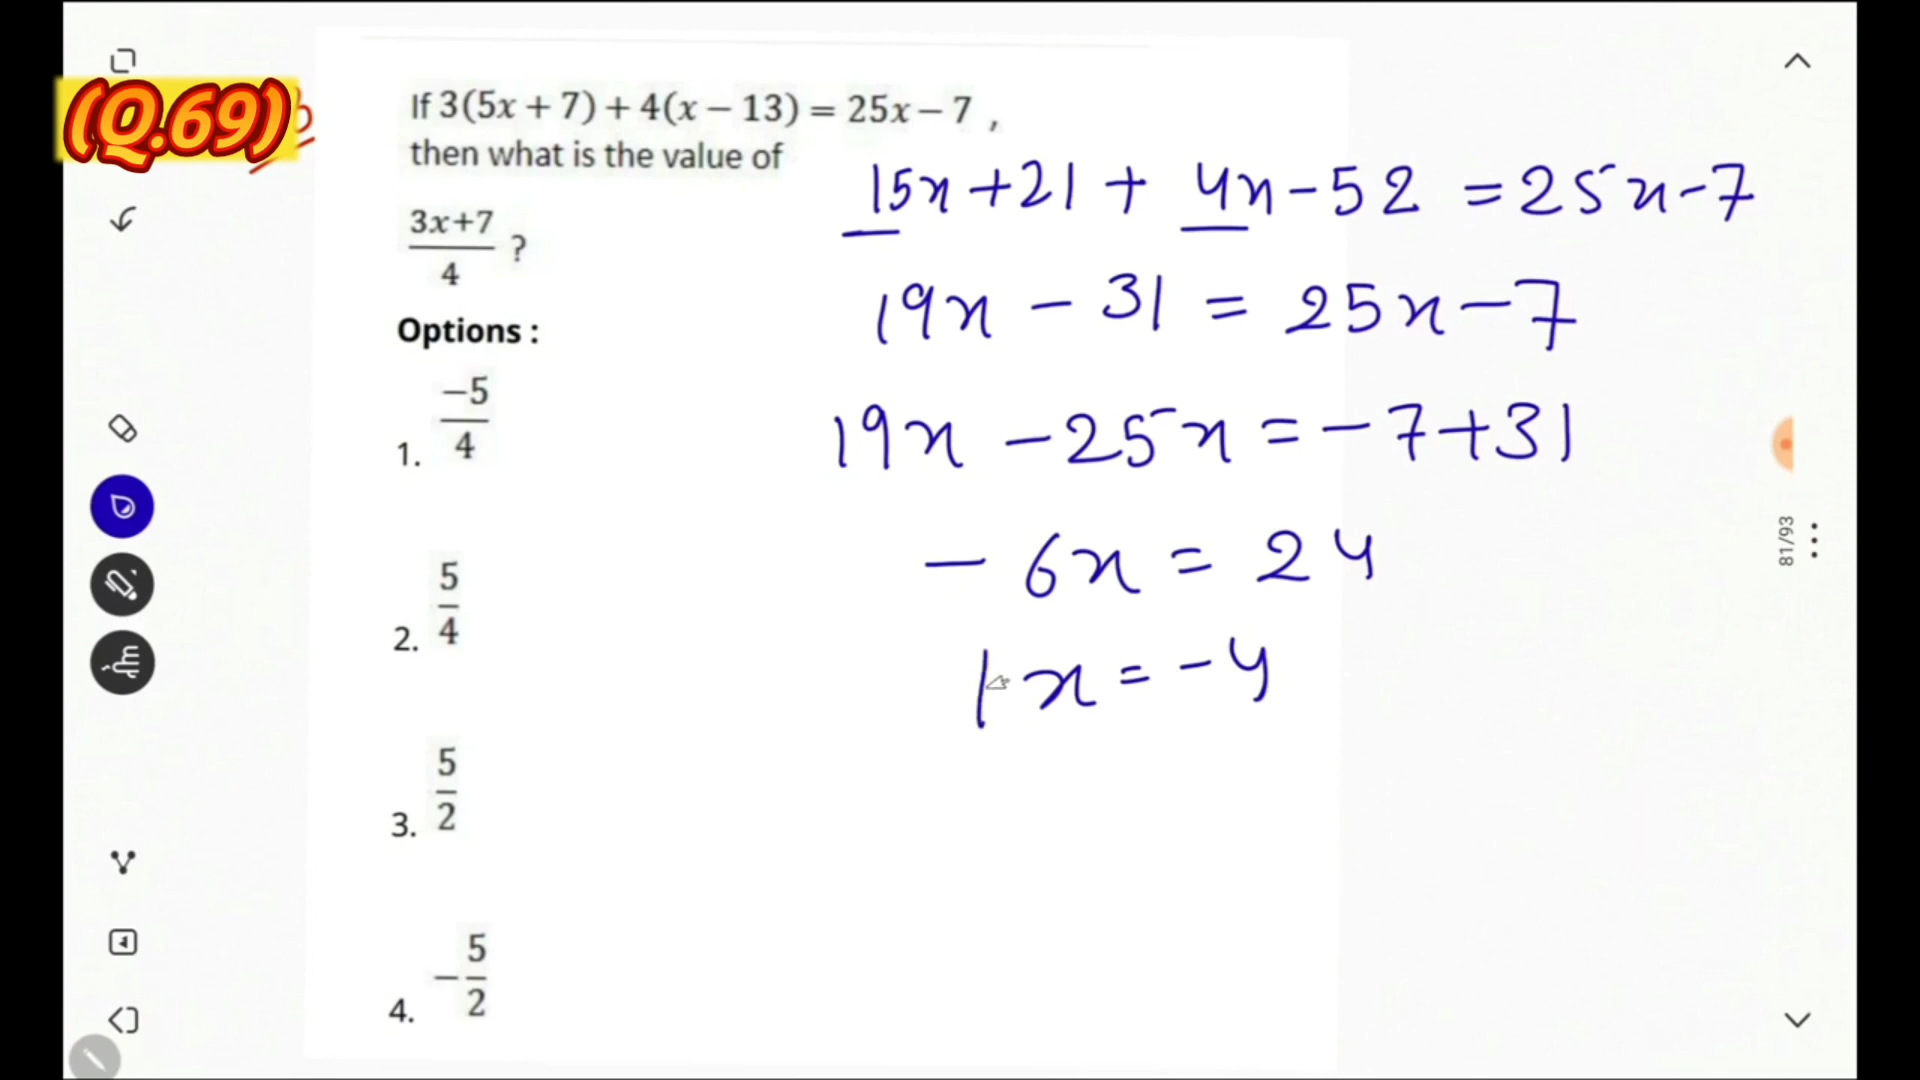 (Q.69)
If 3(5x + 7) + 4(x – 13) = 25x – 7 ,
then what is the value of
3x+7
4
?
Options :
1. –5
4
2. 5
4
3. 5
2
4. –5
2
15x+21 + 4x-52 =25x-7
19x - 31 = 25x-7
19x -25x = -7+31
- 6x = 24
x = -4
81/93